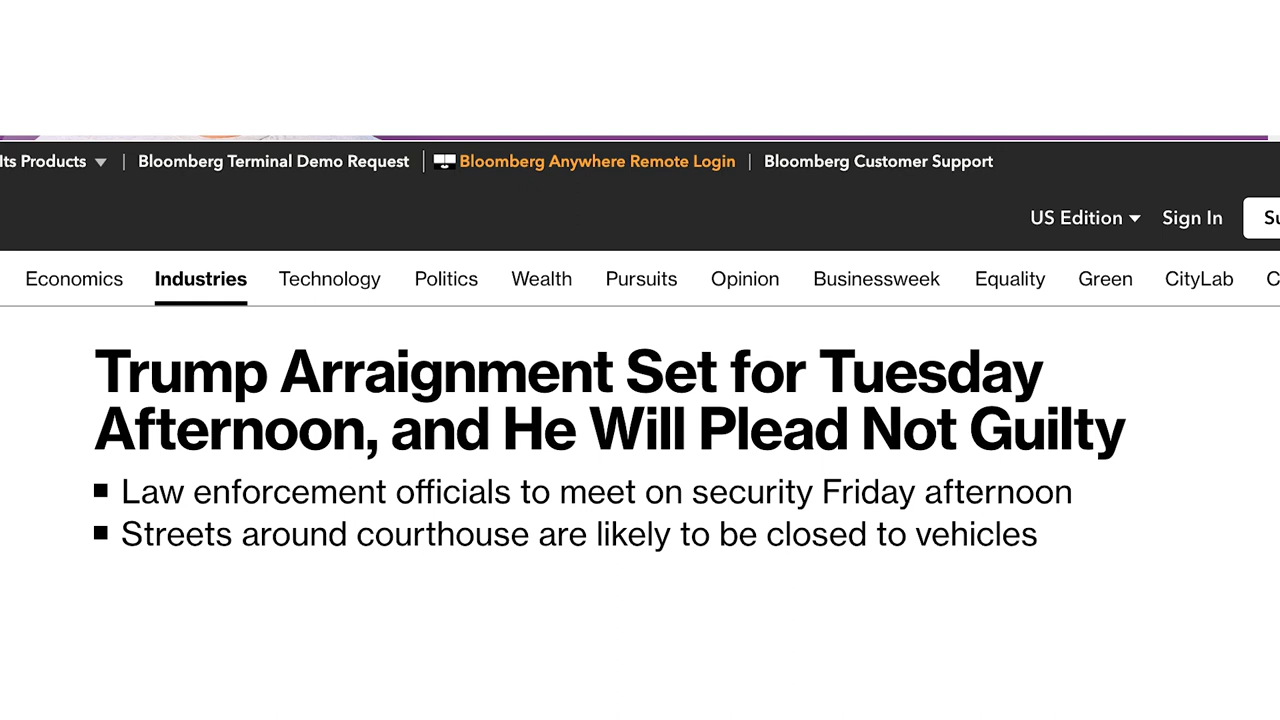 Its Products | Bloomberg Terminal Demo Request | Bloomberg Anywhere Remote Login | Bloomberg Customer Support
US Edition Sign In Su
Economics Industries Technology Politics Wealth Pursuits Opinion Businessweek Equality Green CityLab C
Trump Arraignment Set for Tuesday
Afternoon, and He Will Plead Not Guilty
Law enforcement officials to meet on security Friday afternoon
Streets around courthouse are likely to be closed to vehicles